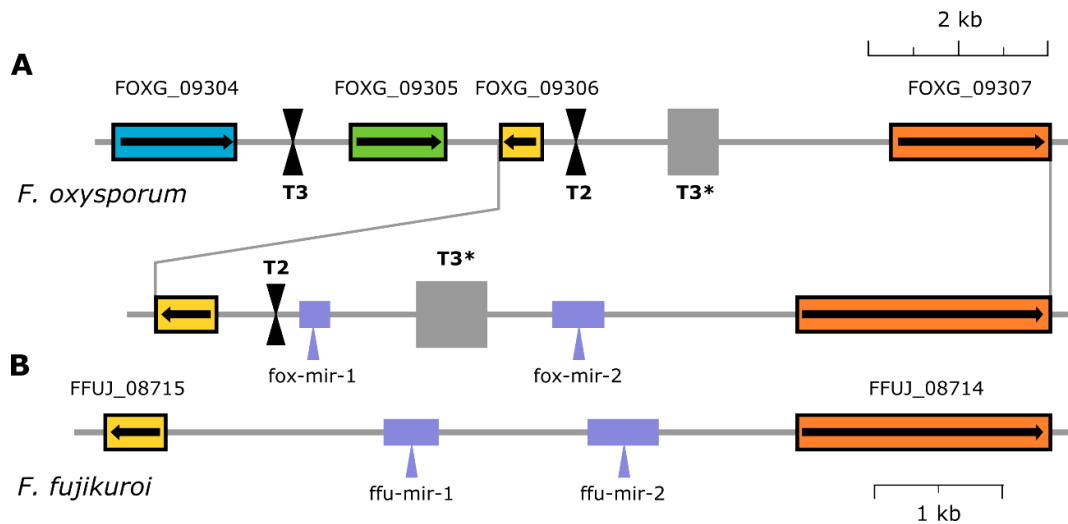 2 kb
A
FOXG_09304 FOXG_09305 FOXG_09306 FOXG_09307
T3 T2 T3*
F. oxysporum
T2 T3*
fox-mir-1 fox-mir-2
B
FFUJ_08715 FFUJ_08714
ffu-mir-1 ffu-mir-2
F. fujikuroi
1 kb